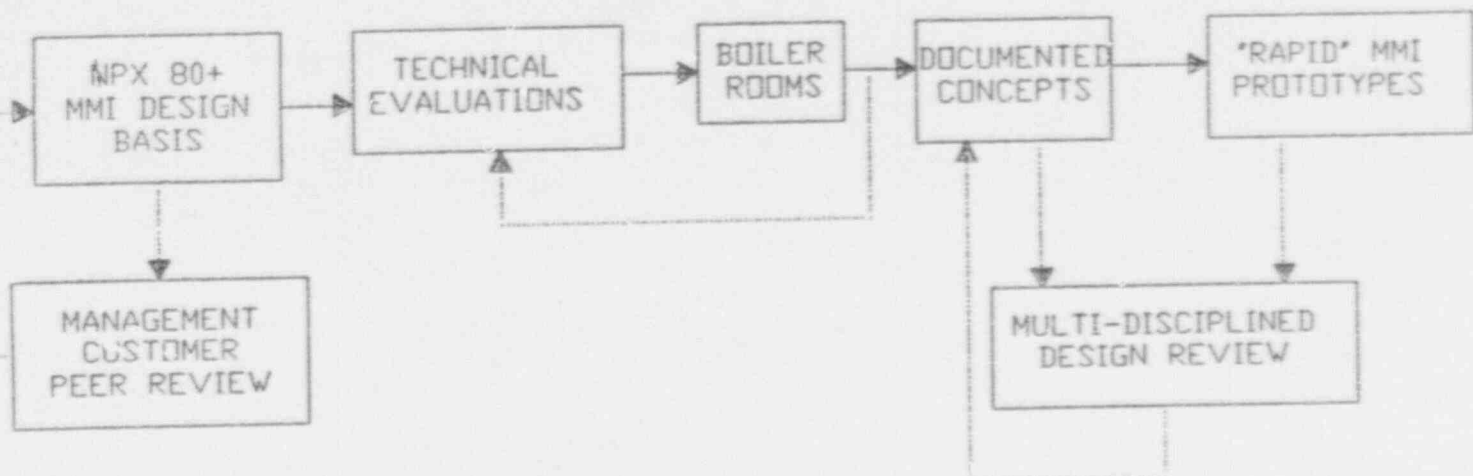 NPX 80+
MMI DESIGN
BASIS
TECHNICAL
EVALUATIONS
BOILER
ROOMS
DOCUMENTED
CONCEPTS
'RAPID' MMI
PROTOTYPES
MANAGEMENT
CUSTOMER
PEER REVIEW
MULTI-DISCIPLINED
DESIGN REVIEW